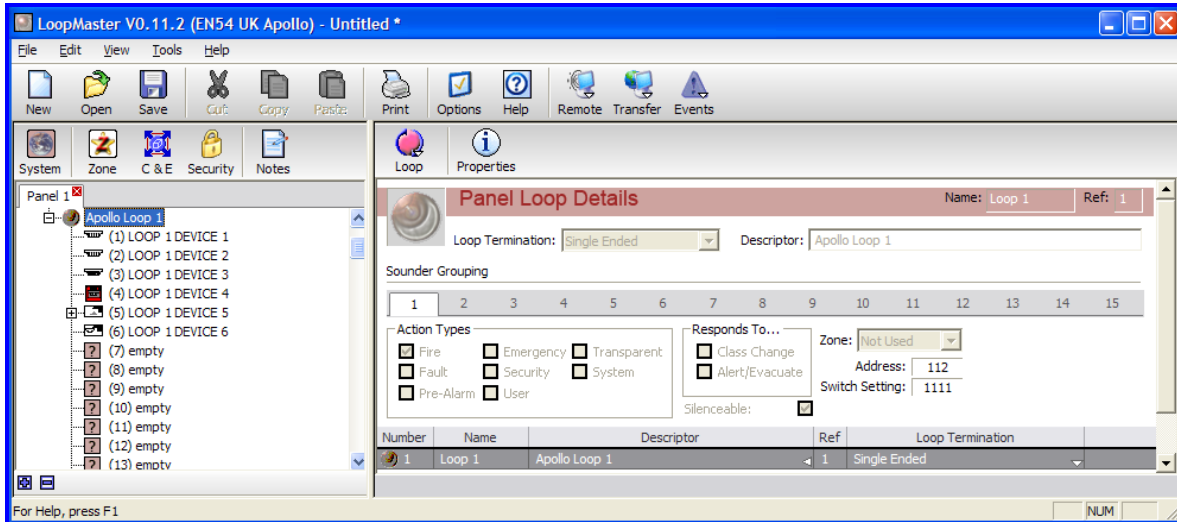 LoopMaster V0.11.2 (EN54 UK Apollo) - Untitled *
File Edit View Tools Help
New Open Save Cut Copy Paste Print Options Help Remote Transfer Events
System Zone C & E Security Notes
Loop Properties
Panel 1
Apollo Loop 1
(1) LOOP 1 DEVICE 1
(2) LOOP 1 DEVICE 2
(3) LOOP 1 DEVICE 3
(4) LOOP 1 DEVICE 4
(5) LOOP 1 DEVICE 5
(6) LOOP 1 DEVICE 6
(7) empty
(8) empty
(9) empty
(10) empty
(11) empty
(12) empty
(13) empty
Panel Loop Details Name: Loop 1 Ref: 1
Loop Termination: Single Ended Descriptor: Apollo Loop 1
Sounder Grouping
1 2 3 4 5 6 7 8 9 10 11 12 13 14 15
Action Types
Fire Emergency Transparent
Fault Security System
Pre-Alarm User
Responds To...
Class Change
Alert/Evacuate
Silenceable:
Zone: Not Used
Address: 112
Switch Setting: 1111
Number Name Descriptor Ref Loop Termination
1 Loop 1 Apollo Loop 1 1 Single Ended
For Help, press F1 NUM